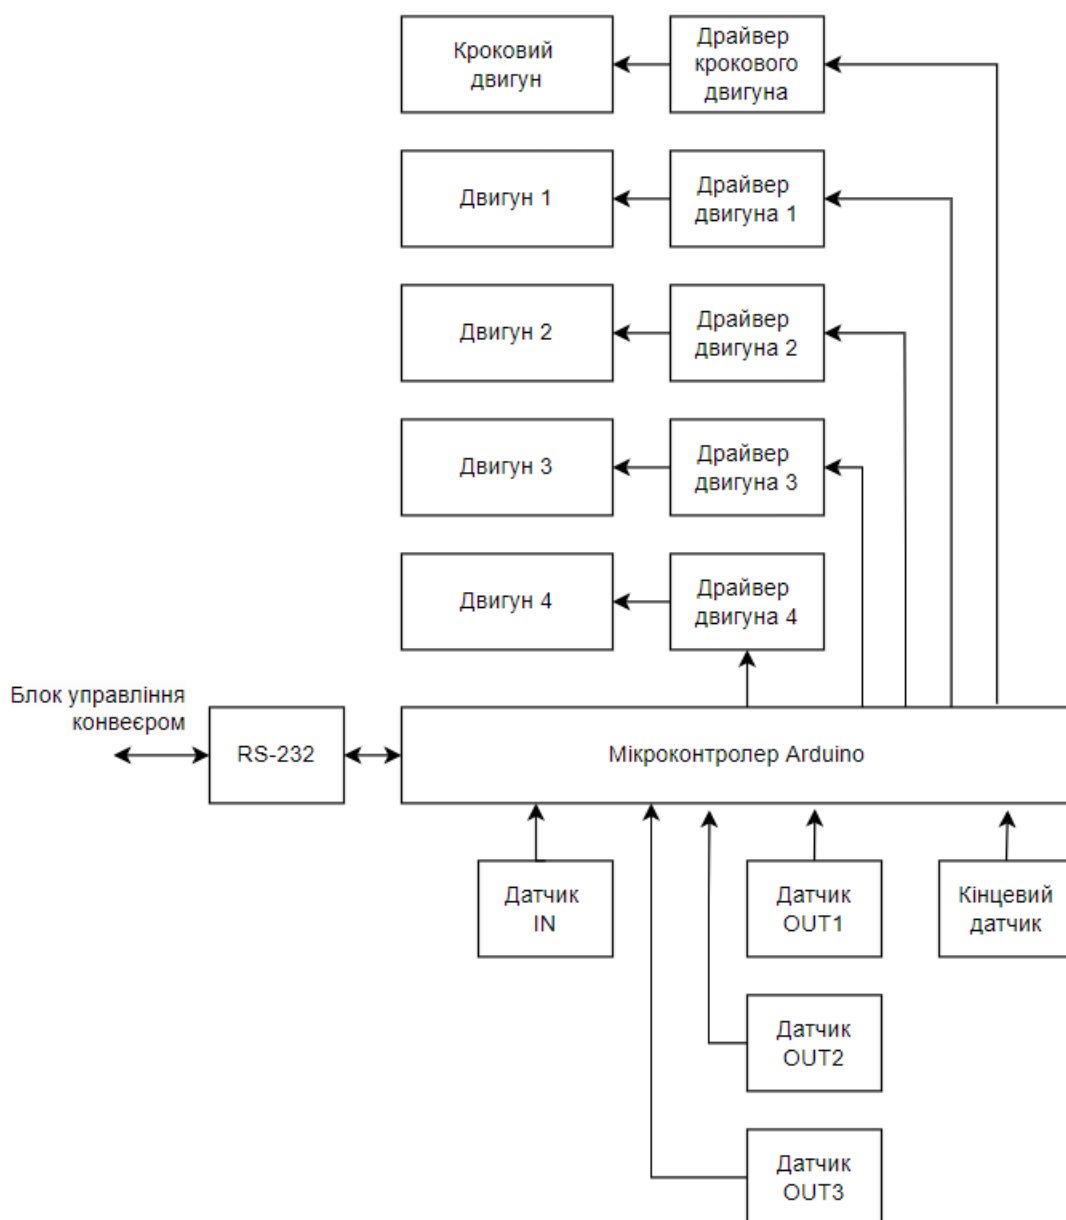 Кроковий
двигун
Драйвер
крокового
двигуна
Двигун 1
Драйвер
двигуна 1
Двигун 2
Драйвер
двигуна 2
Двигун 3
Драйвер
двигуна 3
Двигун 4
Драйвер
двигуна 4
Блок управління
конвеєром
RS-232
Мікроконтролер Arduino
Датчик
IN
Датчик
OUT1
Кінцевий
датчик
Датчик
OUT2
Датчик
OUT3